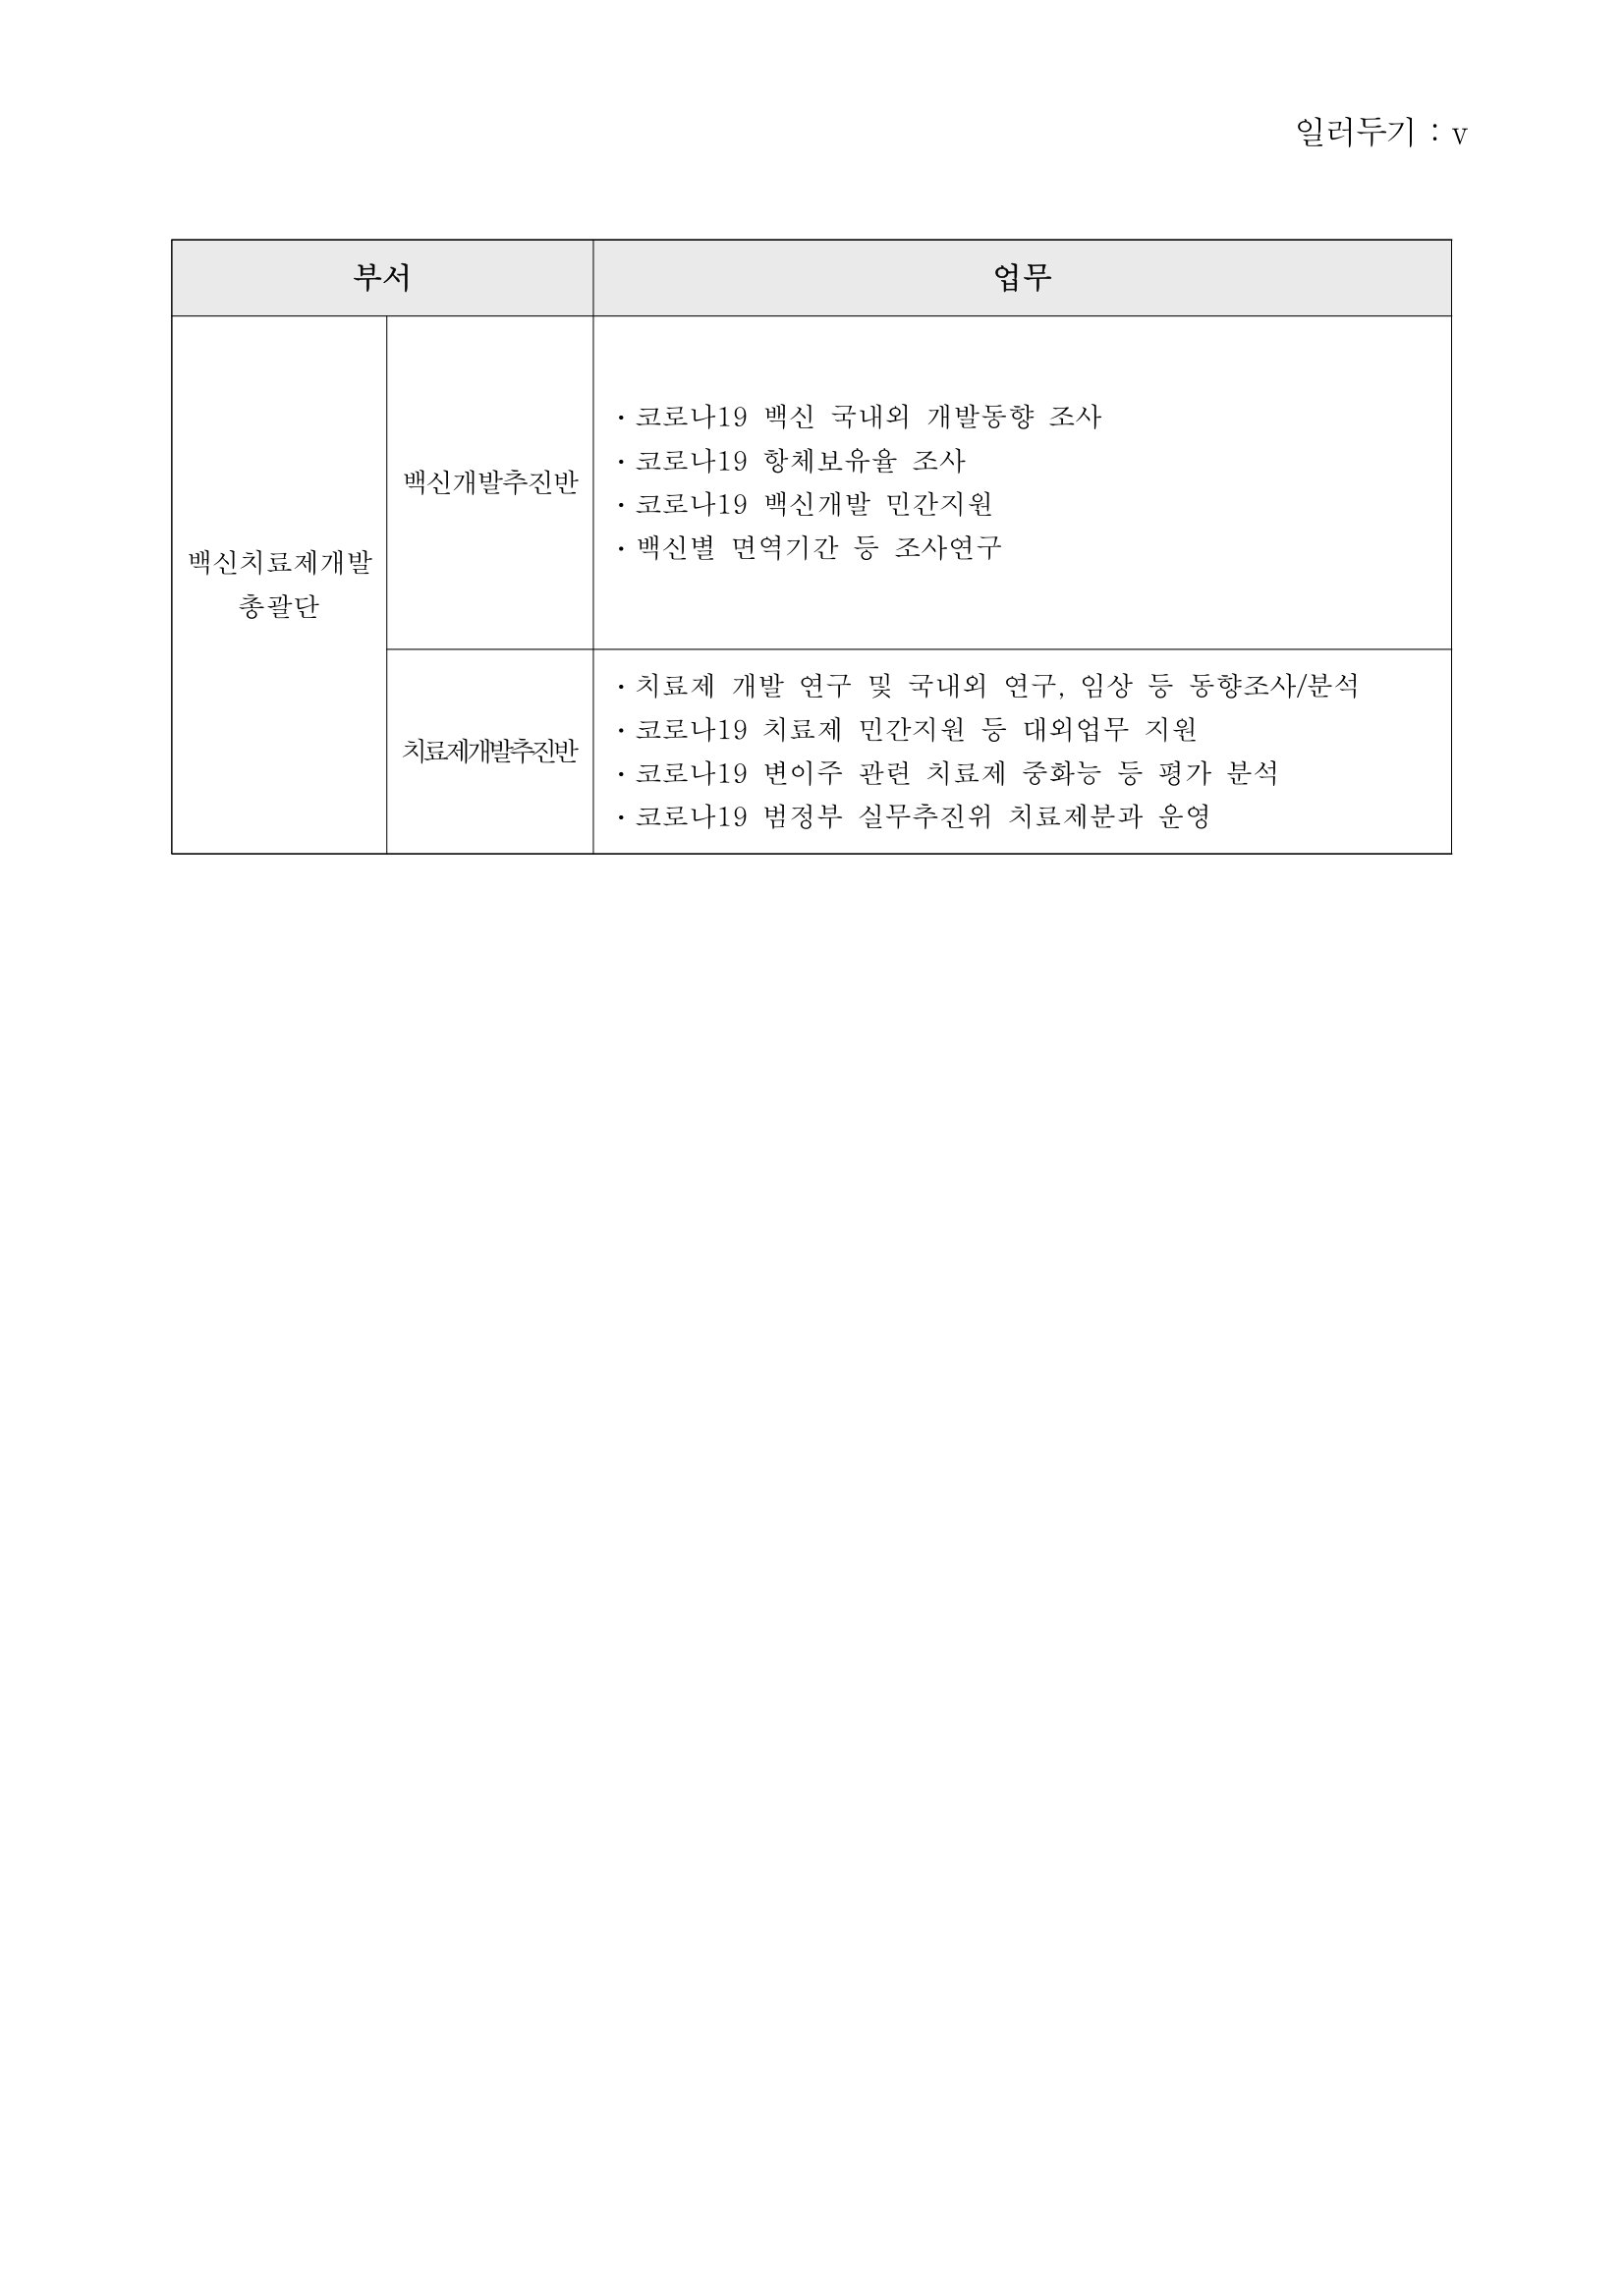 일러두기 : v
부서
업무
백신치료제개발
총괄단
백신개발추진반
· 코로나19 백신 국내외 개발동향 조사
· 코로나19 항체보유율 조사
· 코로나19 백신개발 민간지원
· 백신별 면역기간 등 조사연구
치료제개발추진반
· 치료제 개발 연구 및 국내외 연구, 임상 등 동향조사/분석
· 코로나19 치료제 민간지원 등 대외업무 지원
· 코로나19 변이주 관련 치료제 중화능 등 평가 분석
· 코로나19 범정부 실무추진위 치료제분과 운영